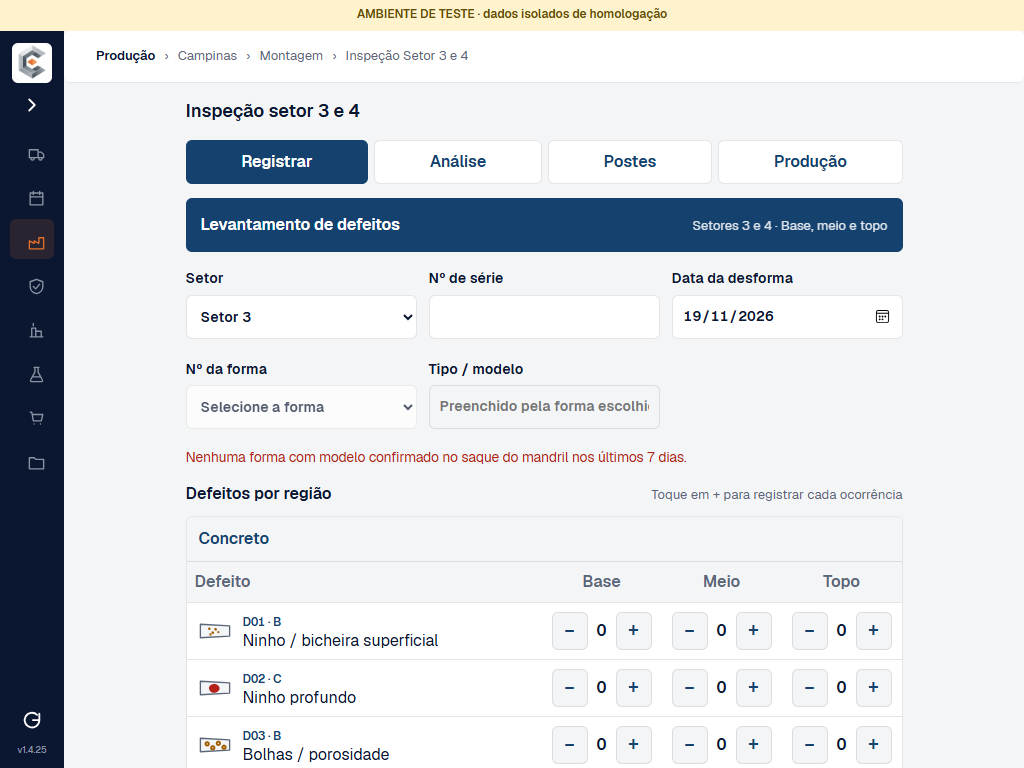 AMBIENTE DE TESTE · dados isolados de homologação
Produção › Campinas › Montagem › Inspeção Setor 3 e 4
Inspeção setor 3 e 4
Registrar
Análise
Postes
Produção
Levantamento de defeitos
Setores 3 e 4 · Base, meio e topo
Setor
Nº de série
Data da desforma
Setor 3
19/11/2026
Nº da forma
Tipo / modelo
Selecione a forma
Preenchido pela forma escolhi
Nenhuma forma com modelo confirmado no saque do mandril nos últimos 7 dias.
Defeitos por região
Toque em + para registrar cada ocorrência
Concreto
Defeito Base Meio Topo
D01 · B
Ninho / bicheira superficial
− 0 + − 0 + − 0 +
D02 · C
Ninho profundo
− 0 + − 0 + − 0 +
D03 · B
Bolhas / porosidade
− 0 + − 0 + − 0 +
v1.4.25